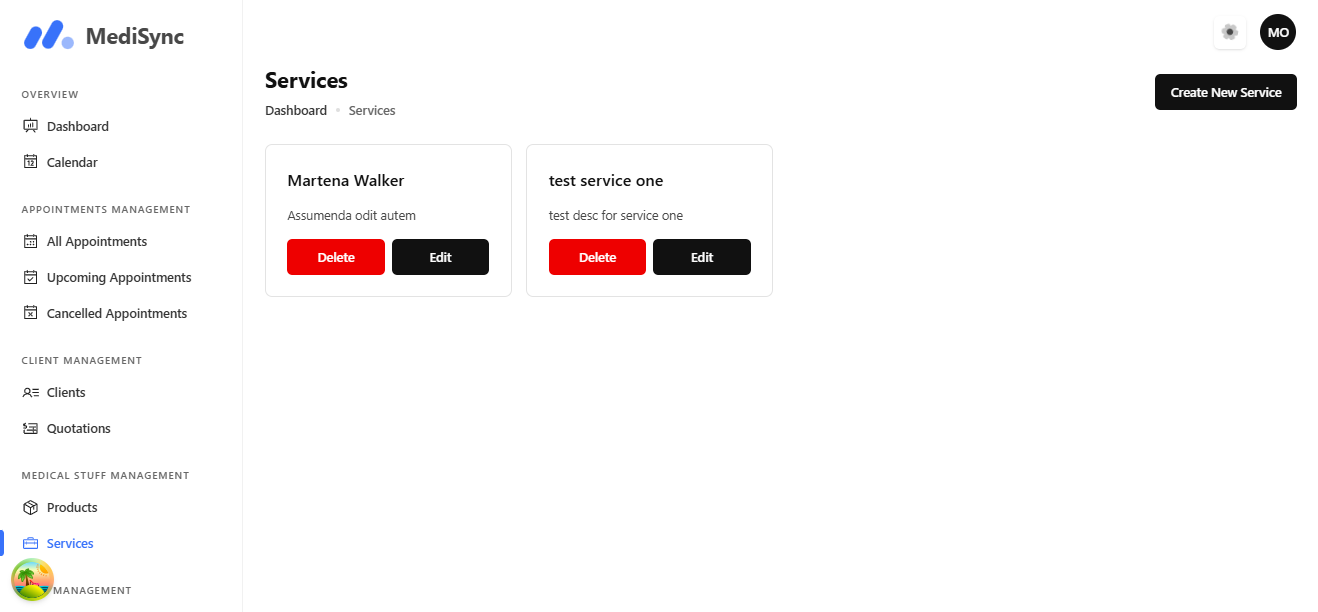 MediSync
OVERVIEW
Dashboard
Calendar
APPOINTMENTS MANAGEMENT
All Appointments
Upcoming Appointments
Cancelled Appointments
CLIENT MANAGEMENT
Clients
Quotations
MEDICAL STUFF MANAGEMENT
Products
Services
MANAGEMENT
MO
Services
Dashboard • Services
Create New Service
Martena Walker
Assumenda odit autem
Delete Edit
test service one
test desc for service one
Delete Edit